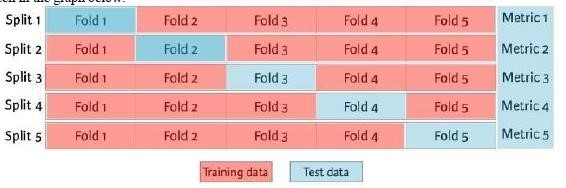 Split 1 Fold 1 Fold 2 Fold 3 Fold 4 Fold 5 Metric 1
Split 2 Fold 1 Fold 2 Fold 3 Fold 4 Fold 5 Metric 2
Split 3 Fold 1 Fold 2 Fold 3 Fold 4 Fold 5 Metric 3
Split 4 Fold 1 Fold 2 Fold 3 Fold 4 Fold 5 Metric 4
Split 5 Fold 1 Fold 2 Fold 3 Fold 4 Fold 5 Metric 5
Training data Test data